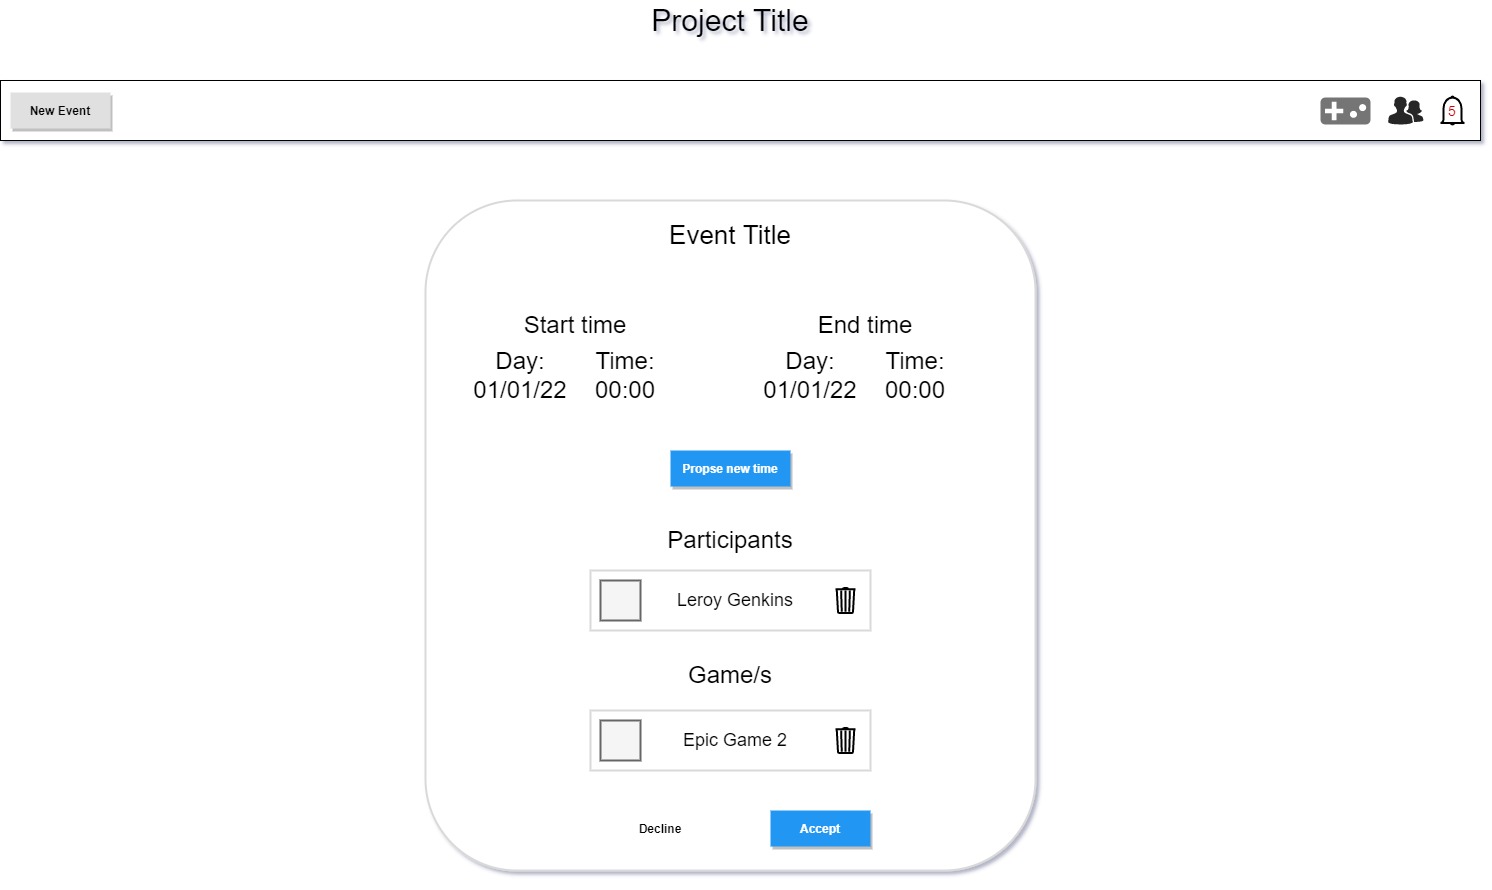 Project Title
New Event
5
Event Title
Start time
End time
Day:
Time:
Day:
Time:
01/01/22
00:00
01/01/22
00:00
Propse new time
Participants
Leroy Genkins
Game/s
Epic Game 2
Decline
Accept